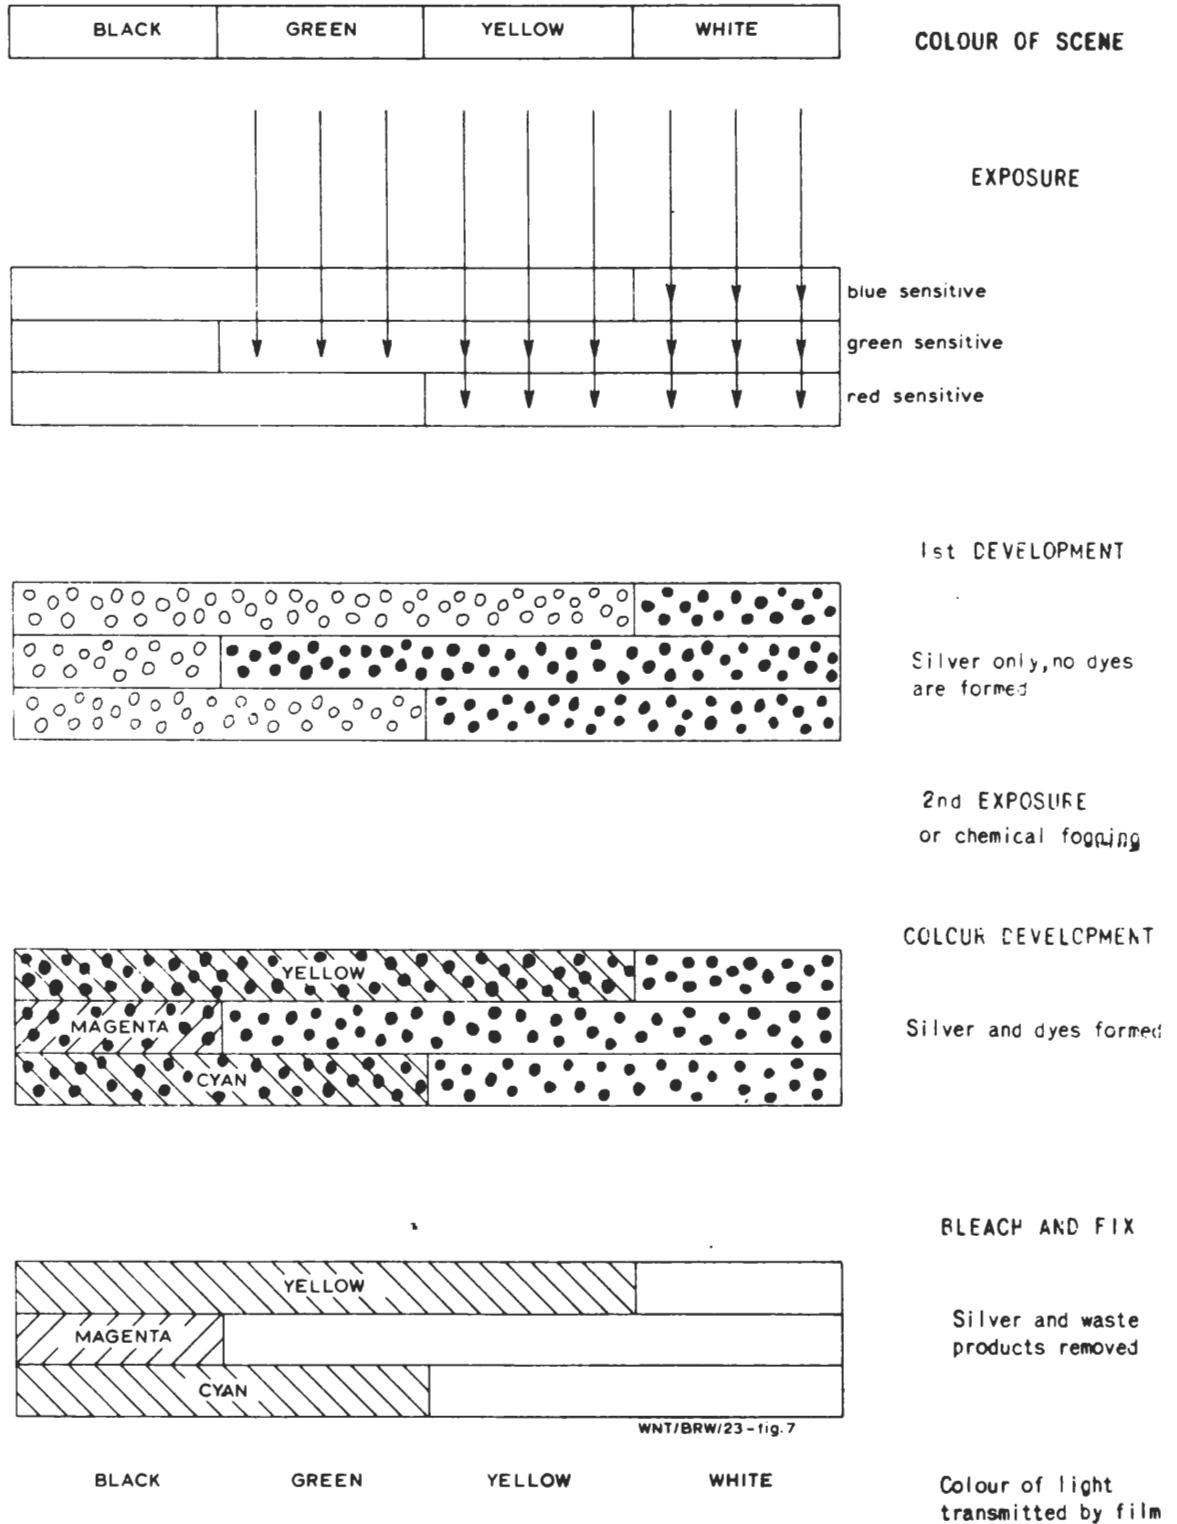 BLACK GREEN YELLOW WHITE
COLOUR OF SCENE
EXPOSURE
blue sensitive
green sensitive
red sensitive
1st DEVELOPMENT
Silver only, no dyes
are formed
2nd EXPOSURE
or chemical fogging
COLOUR DEVELOPMENT
YELLOW
MAGENTA
CYAN
Silver and dyes formed
BLEACH AND FIX
YELLOW
MAGENTA
CYAN
Silver and waste
products removed
WNT/BRW/23-fig.7
BLACK GREEN YELLOW WHITE
Colour of light
transmitted by film